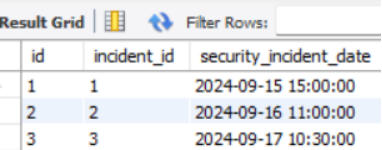 Result Grid Filter Rows:
id incident_id security_incident_date
1 1 2024-09-15 15:00:00
2 2 2024-09-16 11:00:00
3 3 2024-09-17 10:30:00